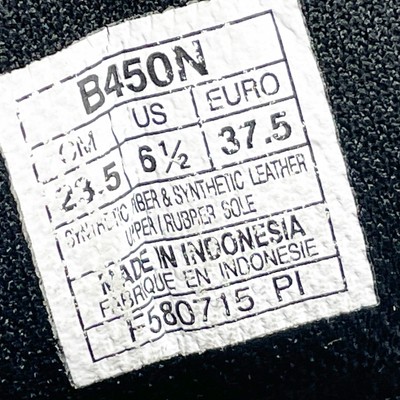 B450N
CM US EURO
23.5 6½ 37.5
SYNTHETIC FIBER & SYNTHETIC LEATHER
UPPER / RUBBER SOLE
MADE IN INDONESIA
FABRIQUE EN INDONESIE
F580715 PI